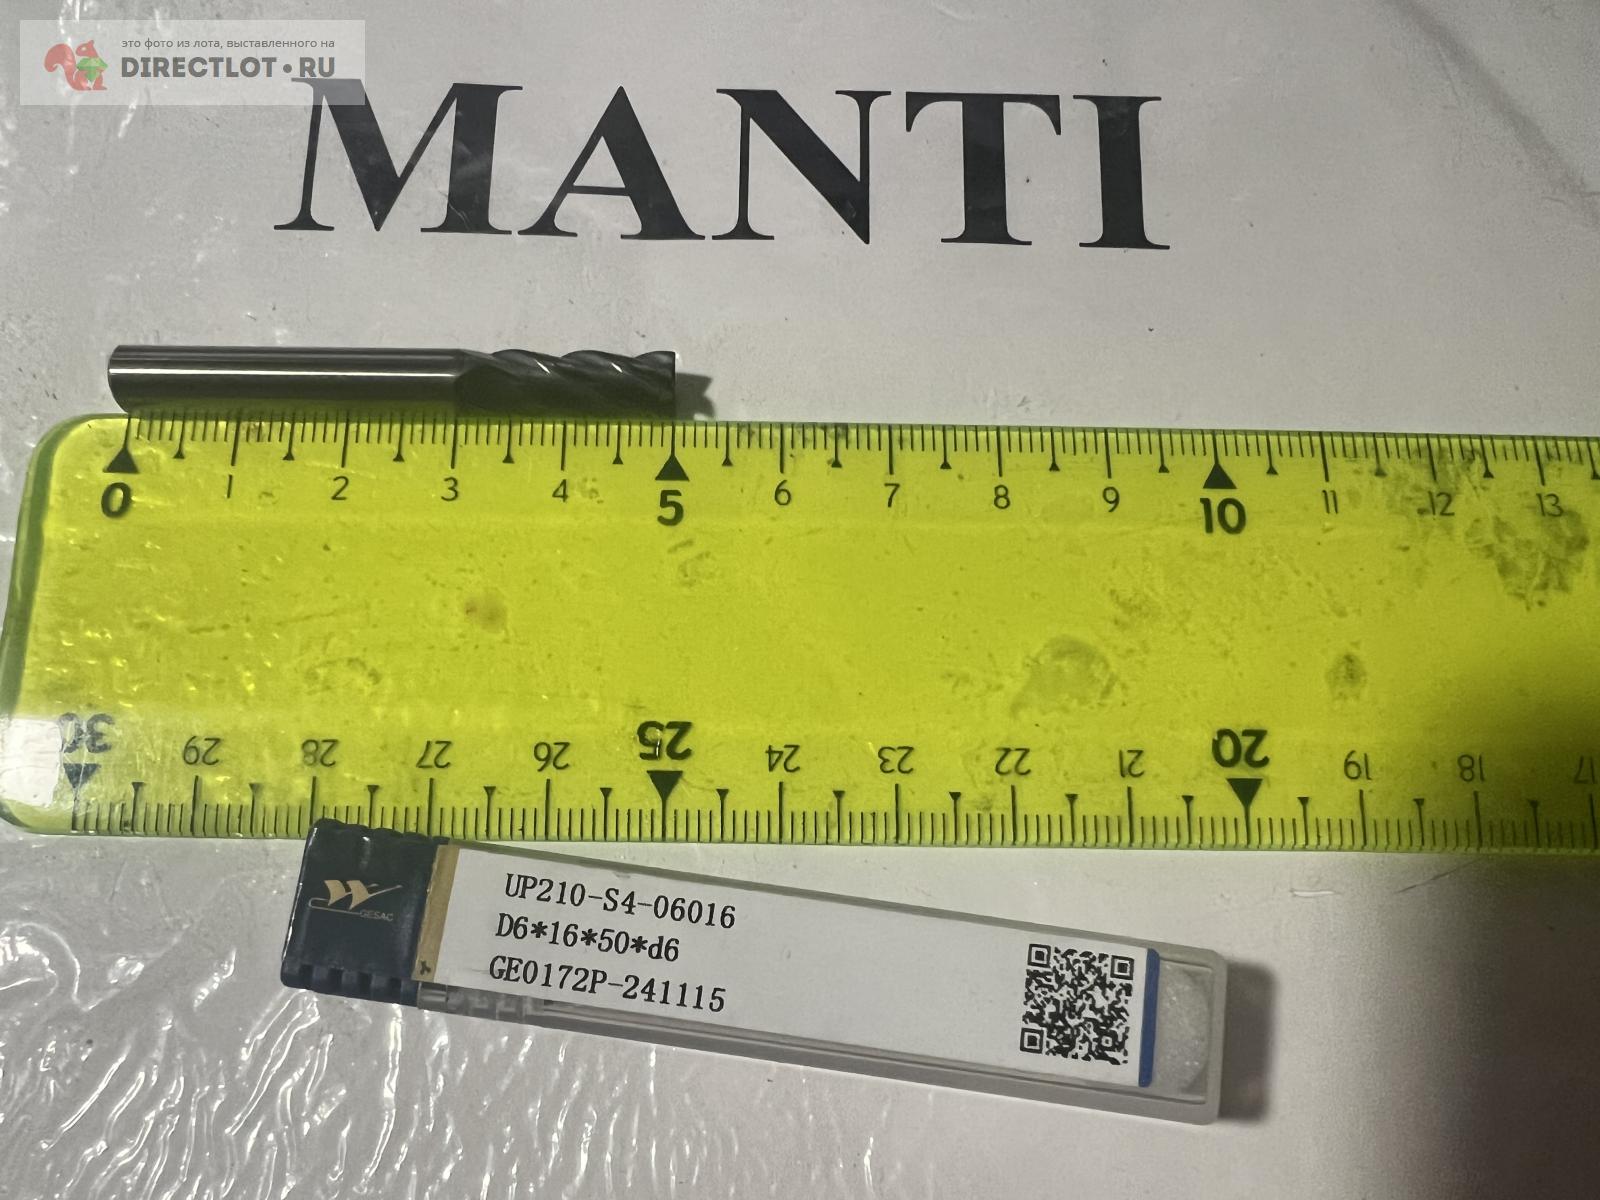 это фото из лота, выставленного на
DIRECTLOT•RU
MANTI
0 1 2 3 4 5 6 7 8 9 10 11 12 13
30 29 28 27 26 25 24 23 22 21 20 19 18 17
GESAC
UP210-S4-06016
D6*16*50*d6
GE0172P-241115